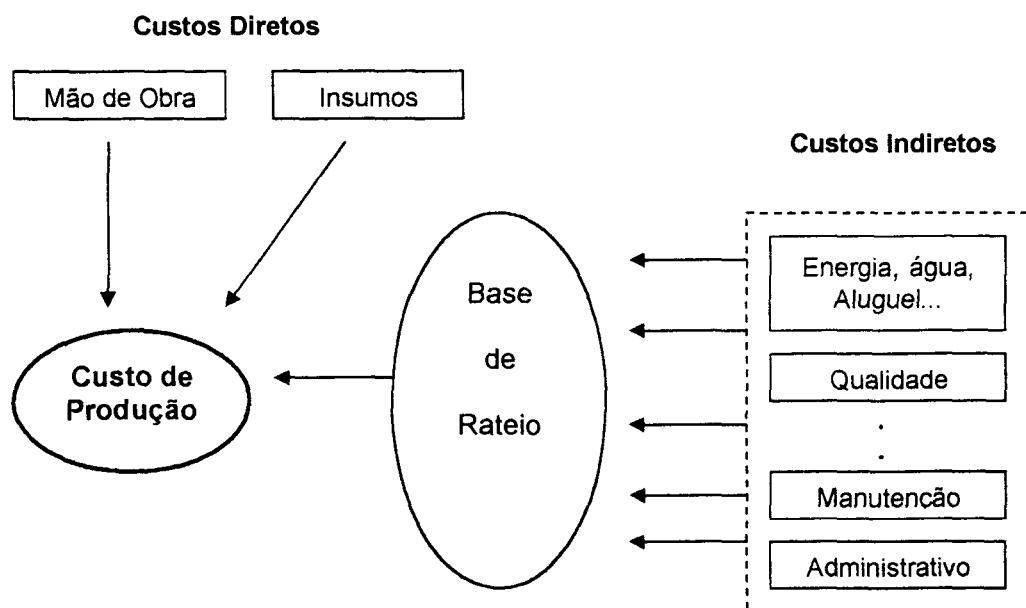 Custos Diretos
Mão de Obra
Insumos
Custos Indiretos
Energia, água,
Aluguel...
Qualidade
.
.
Manutenção
Administrativo
Base
de
Rateio
Custo de
Produção